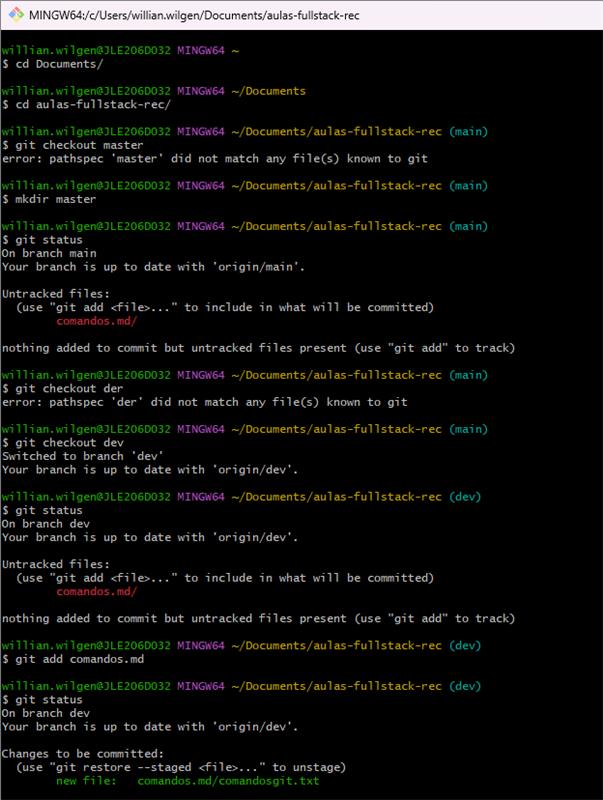 MINGW64:/c/Users/willian.wilgen/Documents/aulas-fullstack-rec
willian.wilgen@JLE206D032 MINGW64 ~
$ cd Documents/
willian.wilgen@JLE206D032 MINGW64 ~/Documents
$ cd aulas-fullstack-rec/
willian.wilgen@JLE206D032 MINGW64 ~/Documents/aulas-fullstack-rec (main)
$ git checkout master
error: pathspec 'master' did not match any file(s) known to git
willian.wilgen@JLE206D032 MINGW64 ~/Documents/aulas-fullstack-rec (main)
$ mkdir master
willian.wilgen@JLE206D032 MINGW64 ~/Documents/aulas-fullstack-rec (main)
$ git status
On branch main
Your branch is up to date with 'origin/main'.
Untracked files:
(use "git add <file>..." to include in what will be committed)
comandos.md/
nothing added to commit but untracked files present (use "git add" to track)
willian.wilgen@JLE206D032 MINGW64 ~/Documents/aulas-fullstack-rec (main)
$ git checkout der
error: pathspec 'der' did not match any file(s) known to git
willian.wilgen@JLE206D032 MINGW64 ~/Documents/aulas-fullstack-rec (main)
$ git checkout dev
Switched to branch 'dev'
Your branch is up to date with 'origin/dev'.
willian.wilgen@JLE206D032 MINGW64 ~/Documents/aulas-fullstack-rec (dev)
$ git status
On branch dev
Your branch is up to date with 'origin/dev'.
Untracked files:
(use "git add <file>..." to include in what will be committed)
comandos.md/
nothing added to commit but untracked files present (use "git add" to track)
willian.wilgen@JLE206D032 MINGW64 ~/Documents/aulas-fullstack-rec (dev)
$ git add comandos.md
willian.wilgen@JLE206D032 MINGW64 ~/Documents/aulas-fullstack-rec (dev)
$ git status
On branch dev
Your branch is up to date with 'origin/dev'.
Changes to be committed:
(use "git restore --staged <file>..." to unstage)
new file:   comandos.md/comandosgit.txt